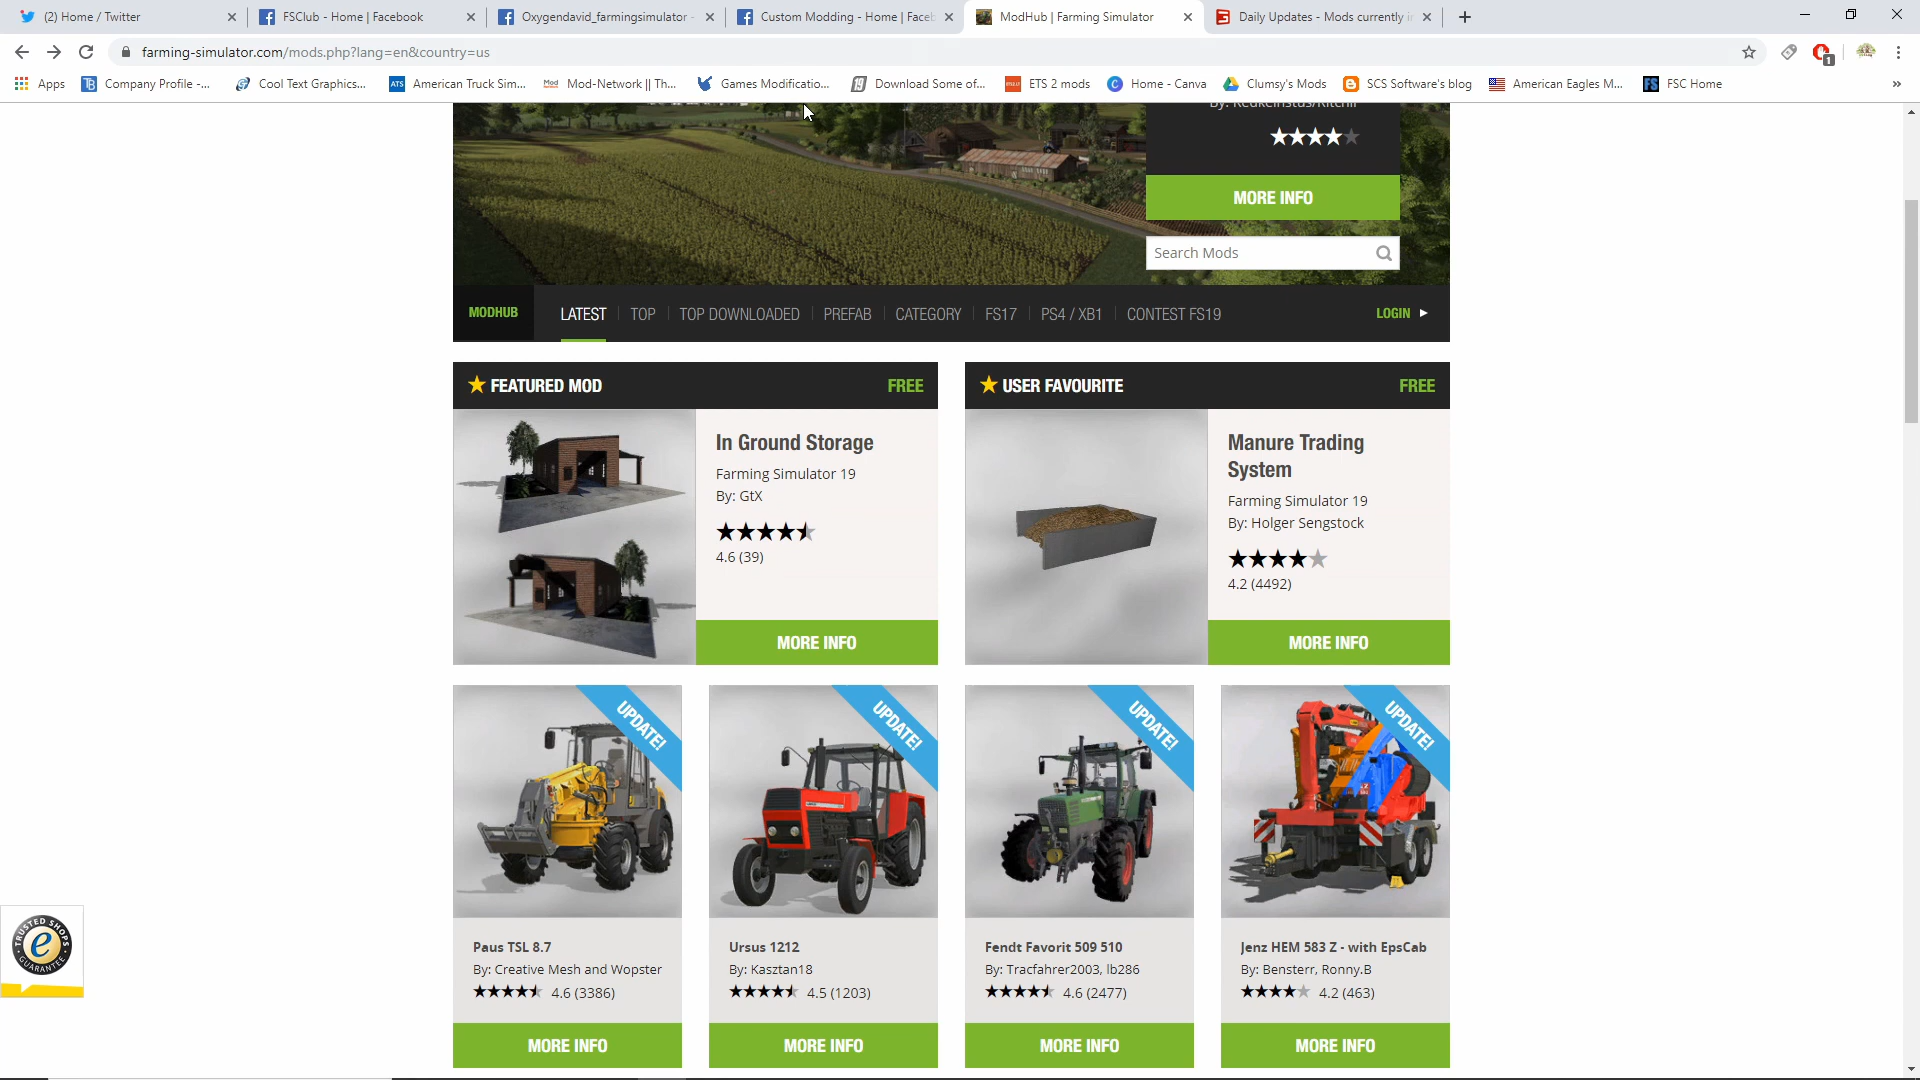 (2) Home / Twitter
FSClub - Home | Facebook
Oxygendavid_farmingsimulator -
Custom Modding - Home | Faceb
ModHub | Farming Simulator
Daily Updates - Mods currently i
farming-simulator.com/mods.php?lang=en&country=us
1
Apps
Company Profile -...
Cool Text Graphics...
ATS
American Truck Sim...
Mod
Mod-Network || Th...
Games Modificatio...
19
Download Some of...
ETS 2 mods
C
Home - Canva
Clumsy's Mods
SCS Software's blog
American Eagles M...
FS
FSC Home
»
MORE INFO
Search Mods
MODHUB
LATEST
TOP
TOP DOWNLOADED
PREFAB
CATEGORY
FS17
PS4 / XB1
CONTEST FS19
LOGIN
FEATURED MOD
FREE
In Ground Storage
Farming Simulator 19
By: GtX
4.6 (39)
MORE INFO
USER FAVOURITE
FREE
Manure Trading
System
Farming Simulator 19
By: Holger Sengstock
4.2 (4492)
MORE INFO
UPDATE!
UPDATE!
UPDATE!
UPDATE!
TRUSTED SHOPS
e
GUARANTEE
Paus TSL 8.7
By: Creative Mesh and Wopster
4.6 (3386)
MORE INFO
Ursus 1212
By: Kasztan18
4.5 (1203)
MORE INFO
Fendt Favorit 509 510
By: Tracfahrer2003, lb286
4.6 (2477)
MORE INFO
Jenz HEM 583 Z - with EpsCab
By: Bensterr, Ronny.B
4.2 (463)
MORE INFO